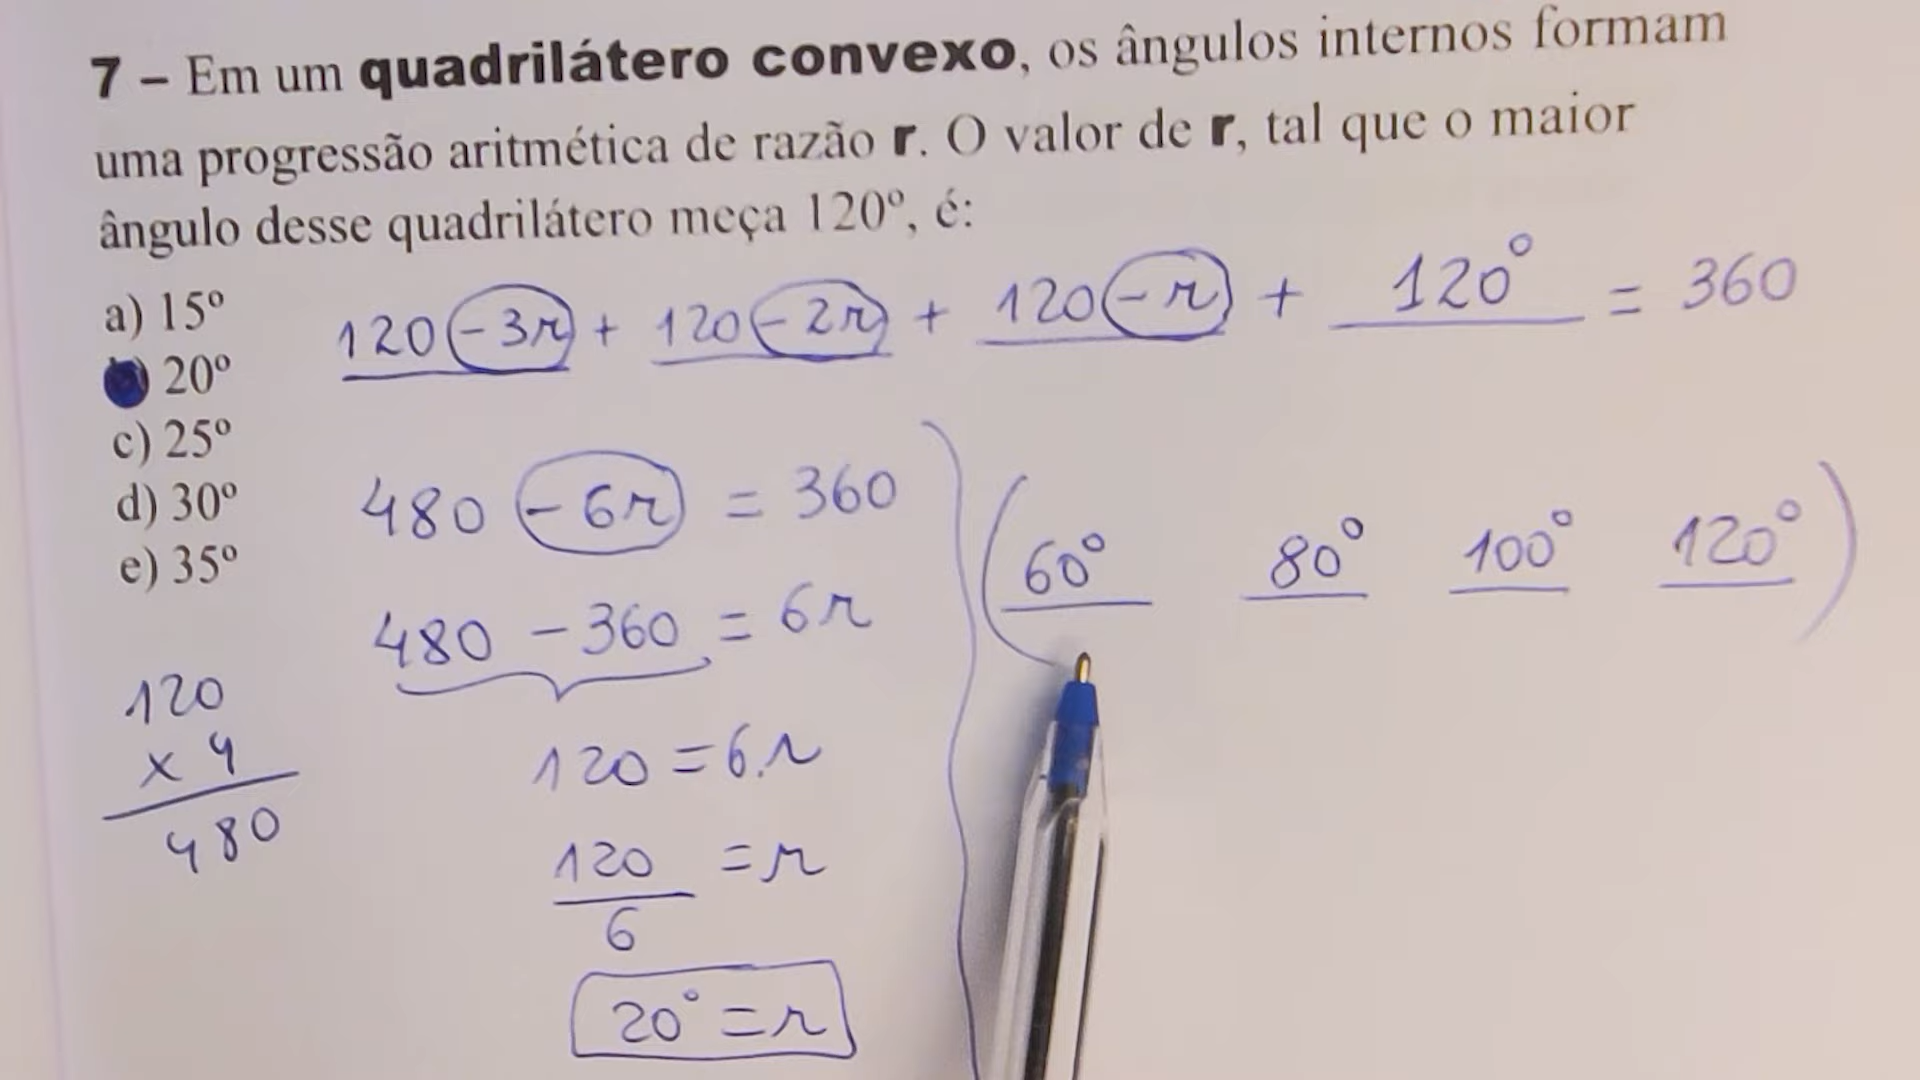 7 – Em um quadrilátero convexo, os ângulos internos formam
uma progressão aritmética de razão r. O valor de r, tal que o maior
ângulo desse quadrilátero meça 120º, é:
a) 15º
20º
c) 25º
d) 30º
e) 35º
120 - 3r + 120 - 2r + 120 - r + 120° = 360
480 - 6r = 360
480 - 360 = 6r
120 = 6.r
120
6
= r
20° = r
120
x 4
480
(60° 80° 100° 120°)